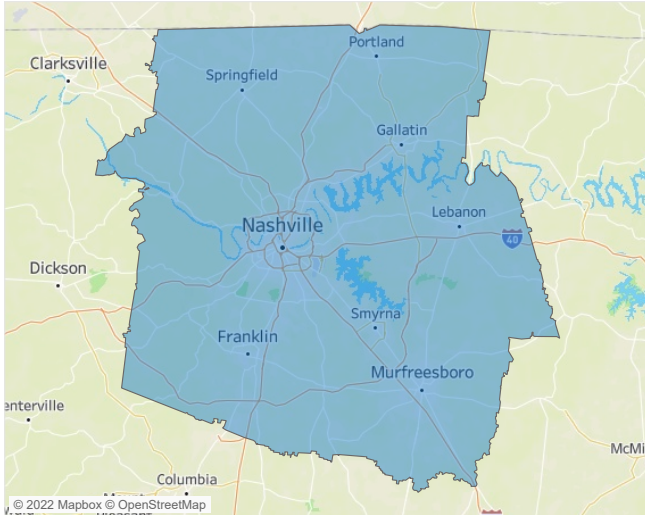 Portland
Clarksville
Springfield
Gallatin
Lebanon
Nashville
40
Dickson
Smyrna
Franklin
Murfreesboro
enterville
McMi
Columbia
© 2022 Mapbox © OpenStreetMap